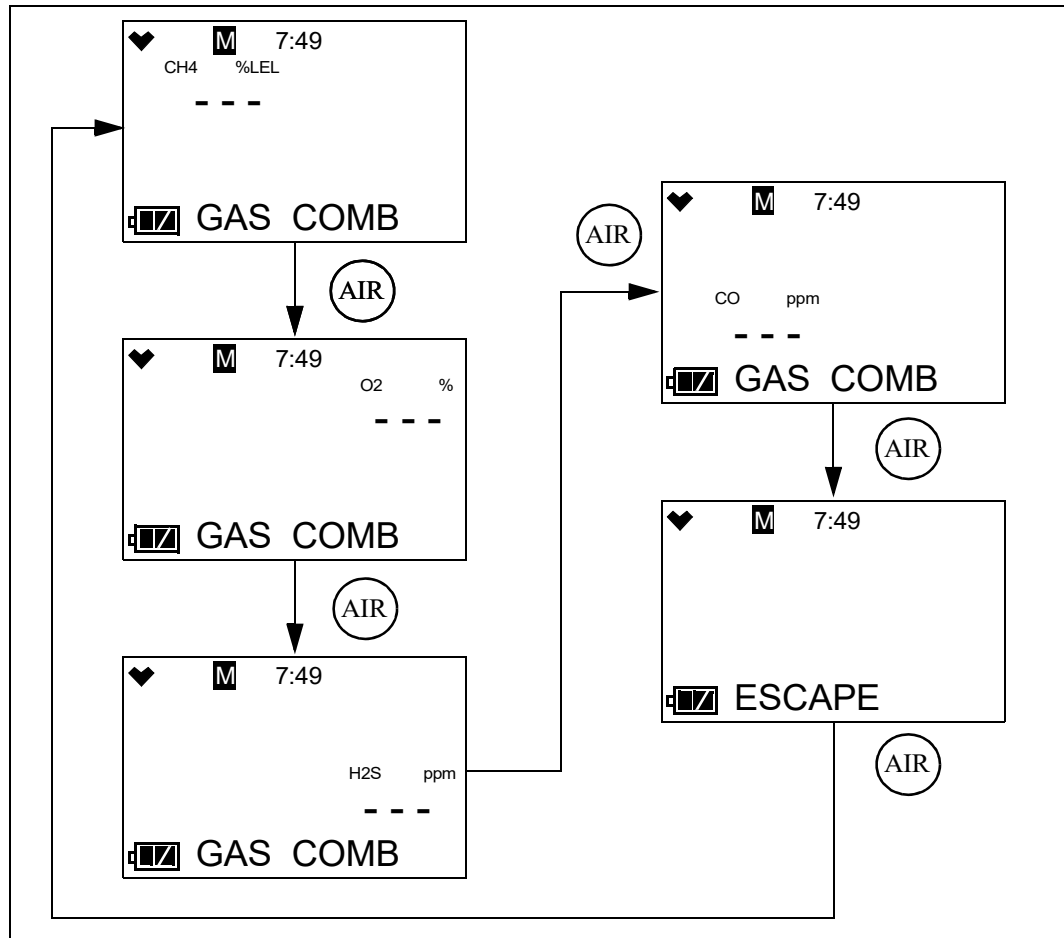 M 7:49
CH4 %LEL
- - -
GAS COMB
AIR
M 7:49
O2 %
- - -
GAS COMB
AIR
M 7:49
H2S ppm
- - -
GAS COMB
AIR
M 7:49
CO ppm
- - -
GAS COMB
AIR
M 7:49
ESCAPE
AIR